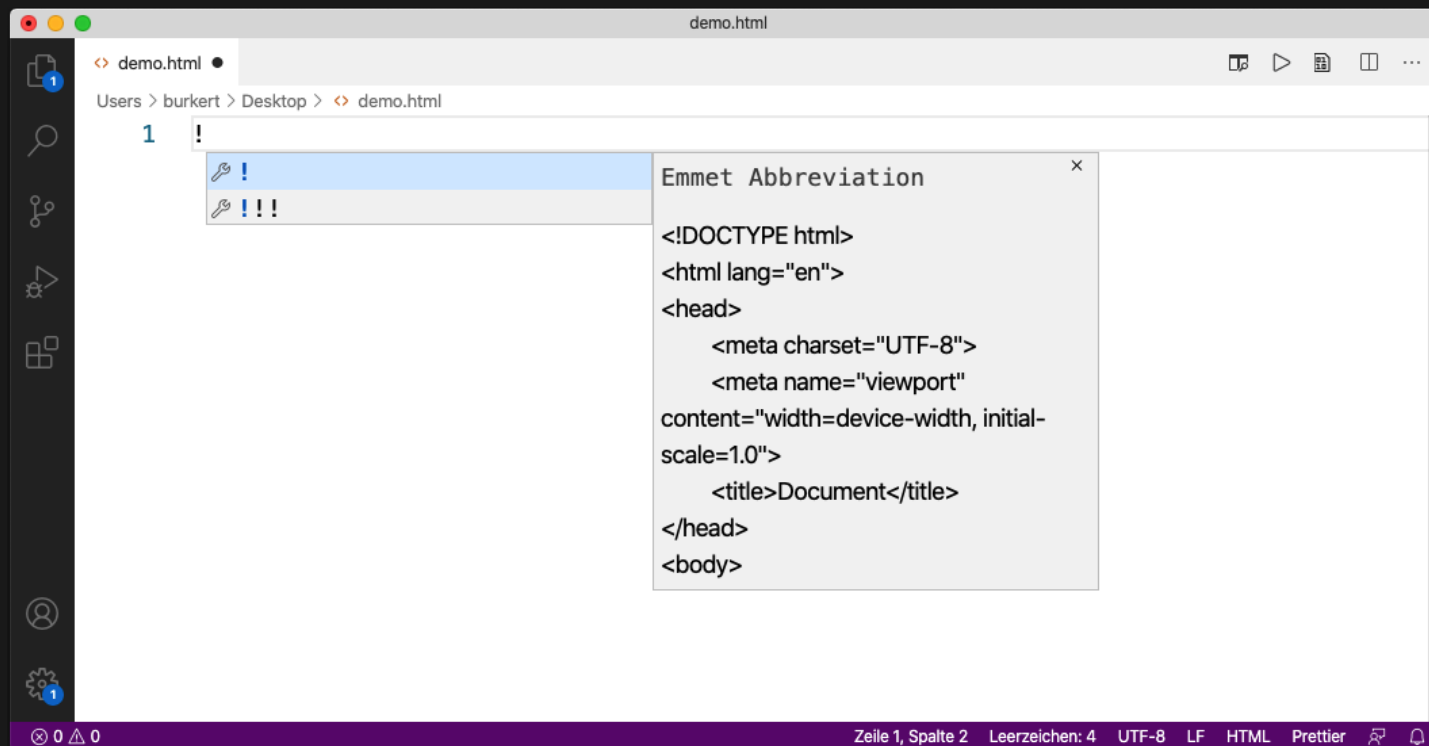 demo.html
demo.html
1
Users > burkert > Desktop > <> demo.html
1 !
!
!!!
Emmet Abbreviation
<!DOCTYPE html>
<html lang="en">
<head>
<meta charset="UTF-8">
<meta name="viewport"
content="width=device-width, initial-
scale=1.0">
<title>Document</title>
</head>
<body>
1
0 0 Zeile 1, Spalte 2 Leerzeichen: 4 UTF-8 LF HTML Prettier